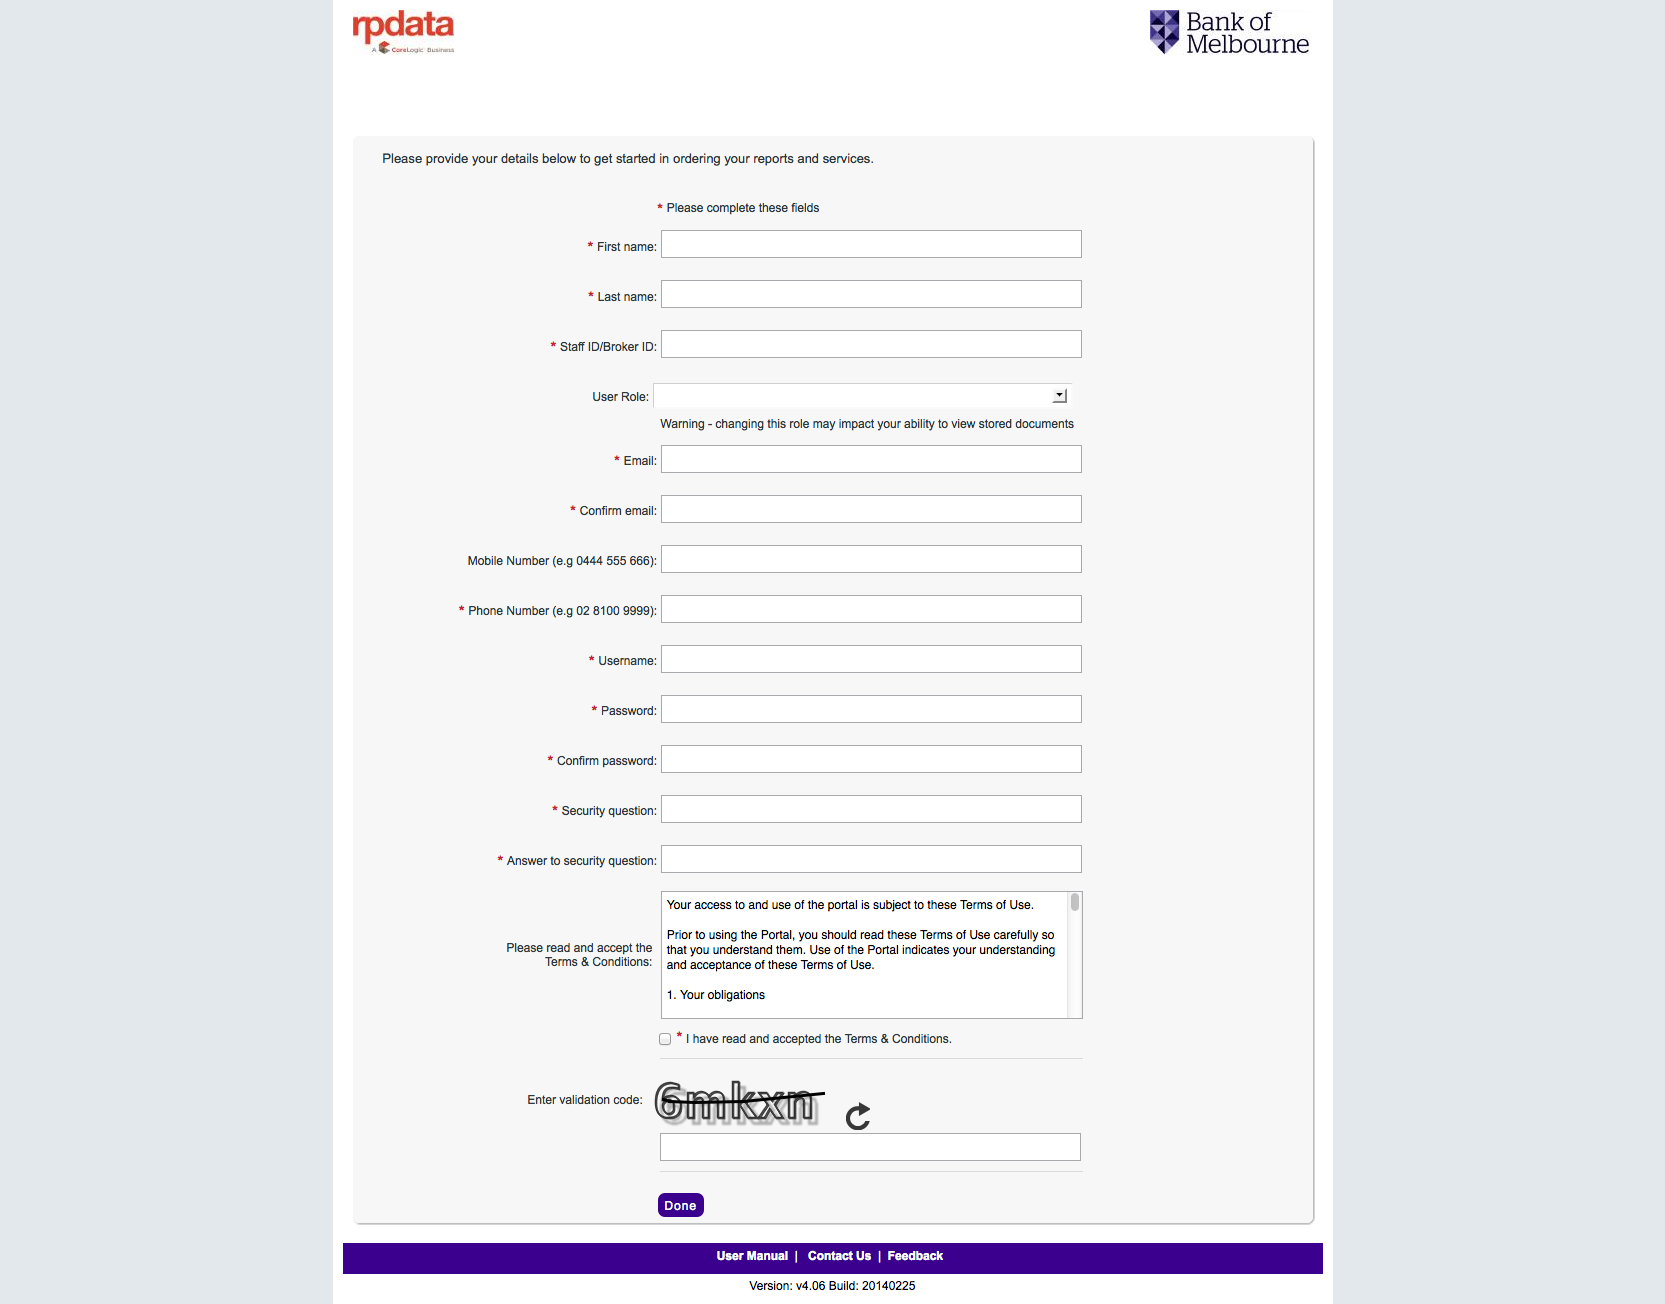 rpdata
A CoreLogic Business
Bank of
Melbourne
Please provide your details below to get started in ordering your reports and services.
* Please complete these fields
* First name:
* Last name:
* Staff ID/Broker ID:
User Role:
Warning - changing this role may impact your ability to view stored documents
* Email:
* Confirm email:
Mobile Number (e.g 0444 555 666):
* Phone Number (e.g 02 8100 9999):
* Username:
* Password:
* Confirm password:
* Security question:
* Answer to security question:
Please read and accept the
Terms & Conditions:
Your access to and use of the portal is subject to these Terms of Use.
Prior to using the Portal, you should read these Terms of Use carefully so
that you understand them. Use of the Portal indicates your understanding
and acceptance of these Terms of Use.
1. Your obligations
* I have read and accepted the Terms & Conditions.
Enter validation code:
6mkxn
Done
User Manual | Contact Us | Feedback
Version: v4.06 Build: 20140225